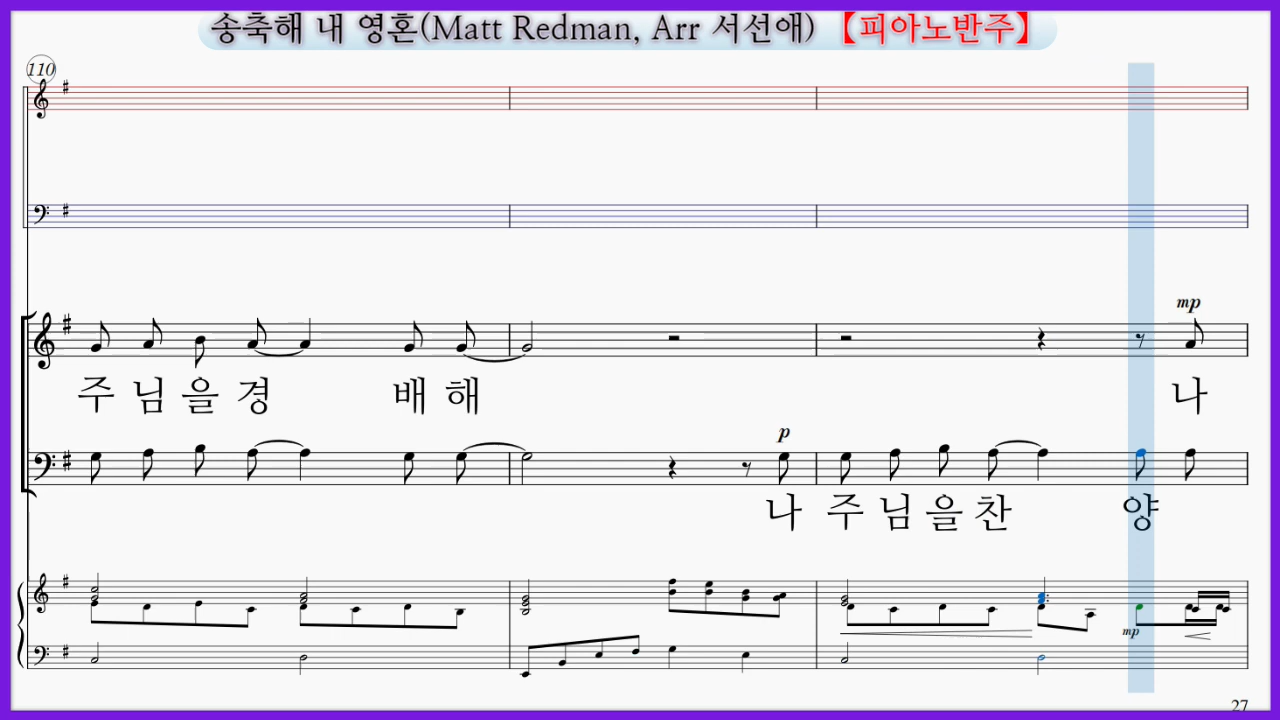 송축해 내 영혼(Matt Redman, Arr 서선애) 【피아노반주】
110
mp
주 님 을 경 배 해 나
p
나 주 님 을 찬 양
mp
27